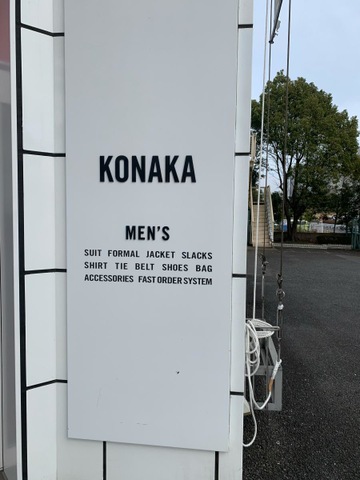 KONAKA
MEN'S
SUIT FORMAL JACKET SLACKS
SHIRT TIE BELT SHOES BAG
ACCESSORIES FAST ORDER SYSTEM